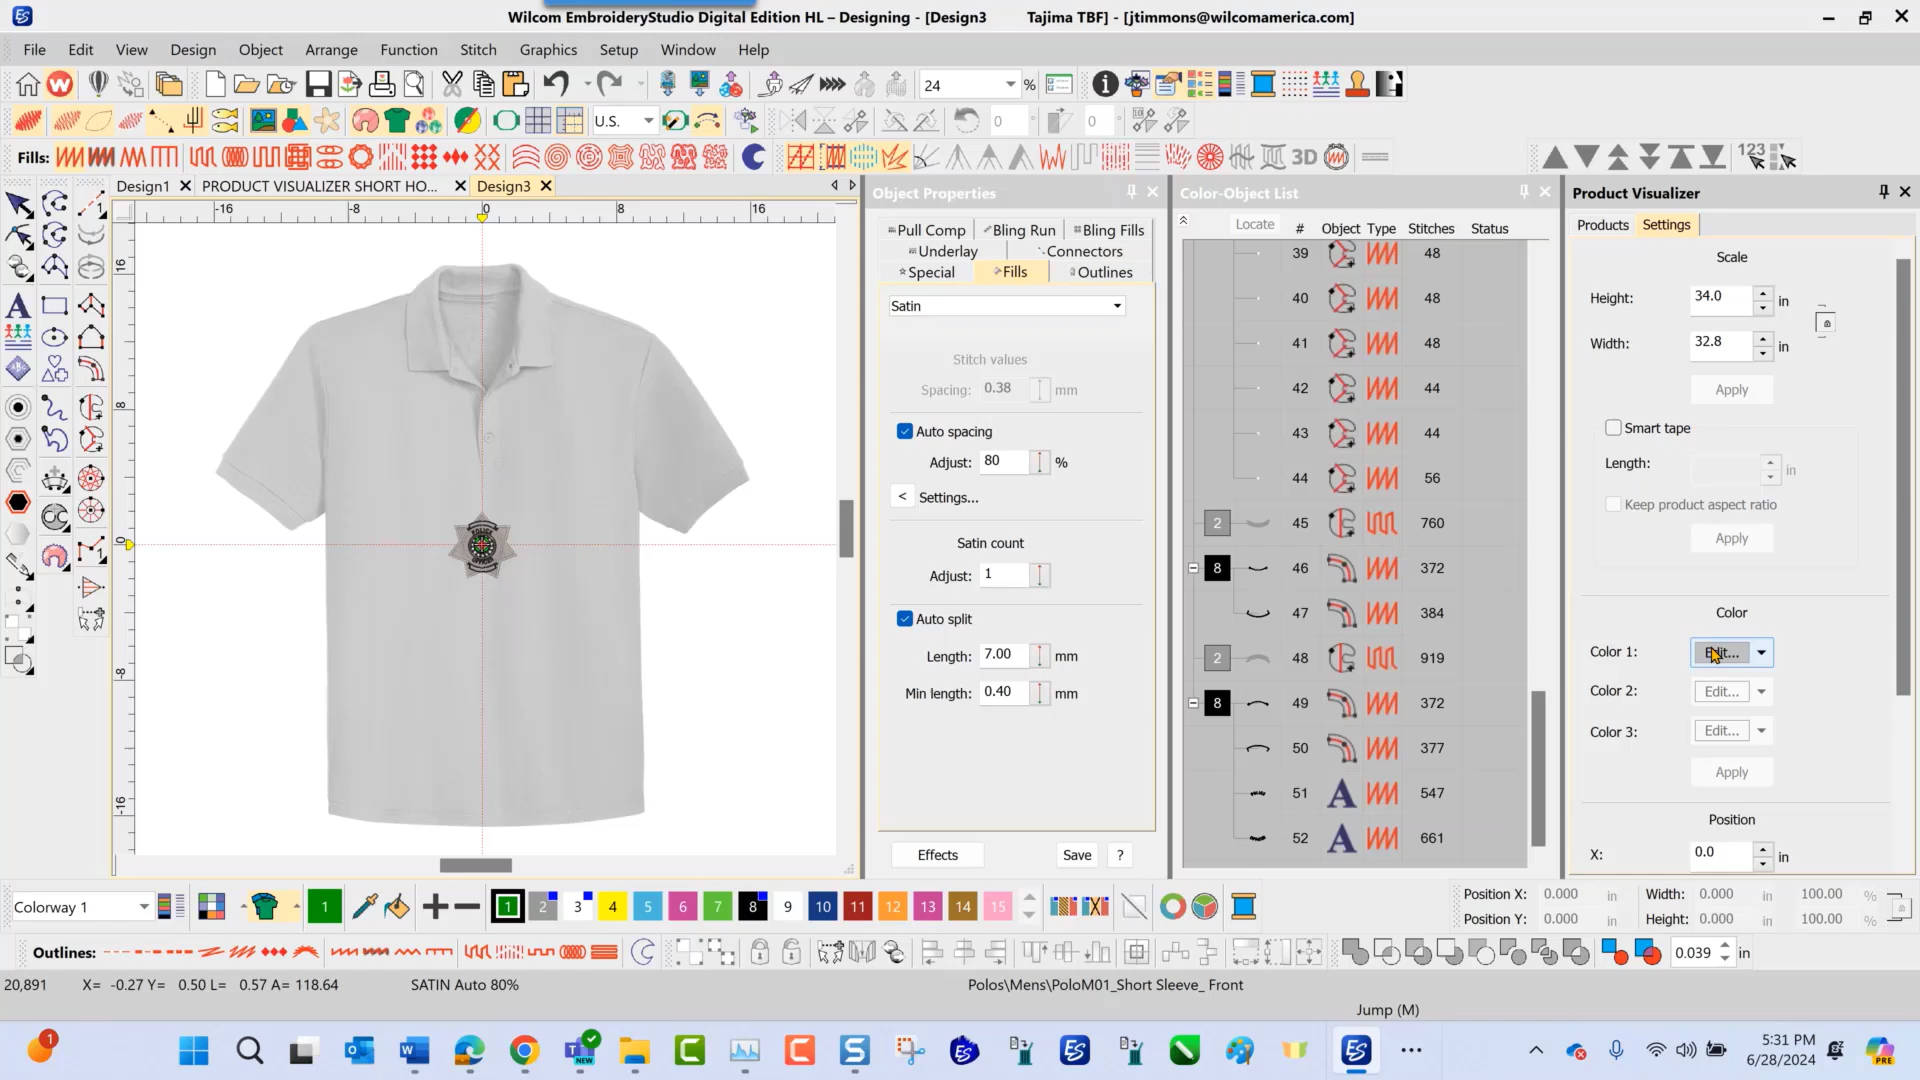 Wilcom EmbroideryStudio Digital Edition HL – Designing - [Design3 Tajima TBF] - [jtimmons@wilcomamerica.com]
File Edit View Design Object Arrange Function Stitch Graphics Setup Window Help
24 %
U.S. 0 0
Fills: 3D 123
Design1 PRODUCT VISUALIZER SHORT HO... Design3
-16 -8 0 8 16
16
8
0
-8
-16
POLICE
OFFICER
Object Properties
Pull Comp Bling Run Bling Fills
Underlay Connectors
Special Fills Outlines
Satin
Stitch values
Spacing: 0.38 mm
Auto spacing
Adjust: 80 %
< Settings...
Satin count
Adjust: 1
Auto split
Length: 7.00 mm
Min length: 0.40 mm
Effects Save ?
Color-Object List
Locate # Object Type Stitches Status
39 48
40 48
41 48
42 44
43 44
44 56
2 45 760
8 46 372
47 384
2 48 919
8 49 372
50 377
51 A 547
52 A 661
Product Visualizer
Products Settings
Scale
Height: 34.0 in
Width: 32.8 in
Apply
Smart tape
Length: in
Keep product aspect ratio
Apply
Color
Color 1: Edit...
Color 2: Edit...
Color 3: Edit...
Apply
Position
X: 0.0 in
Colorway 1 1 1 2 3 4 5 6 7 8 9 10 11 12 13 14 15
Position X: 0.000 in Width: 0.000 in 100.00 %
Position Y: 0.000 in Height: 0.000 in 100.00 %
Outlines: 0.039 in
20,891 X= -0.27 Y= 0.50 L= 0.57 A= 118.64 SATIN Auto 80% Polos\Mens\PoloM01_Short Sleeve_ Front
Jump (M)
1 NEW 5:31 PM
6/28/2024 PRE